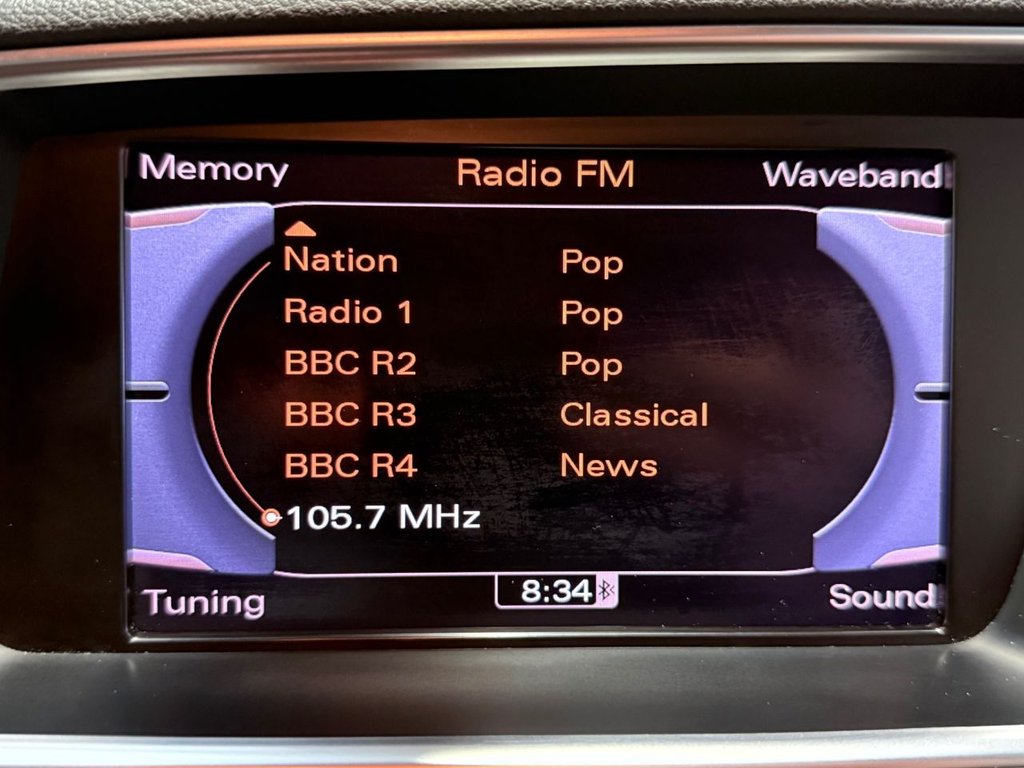 Memory Radio FM Waveband
Nation Pop
Radio 1 Pop
BBC R2 Pop
BBC R3 Classical
BBC R4 News
105.7 MHz
Tuning 8:34 Sound